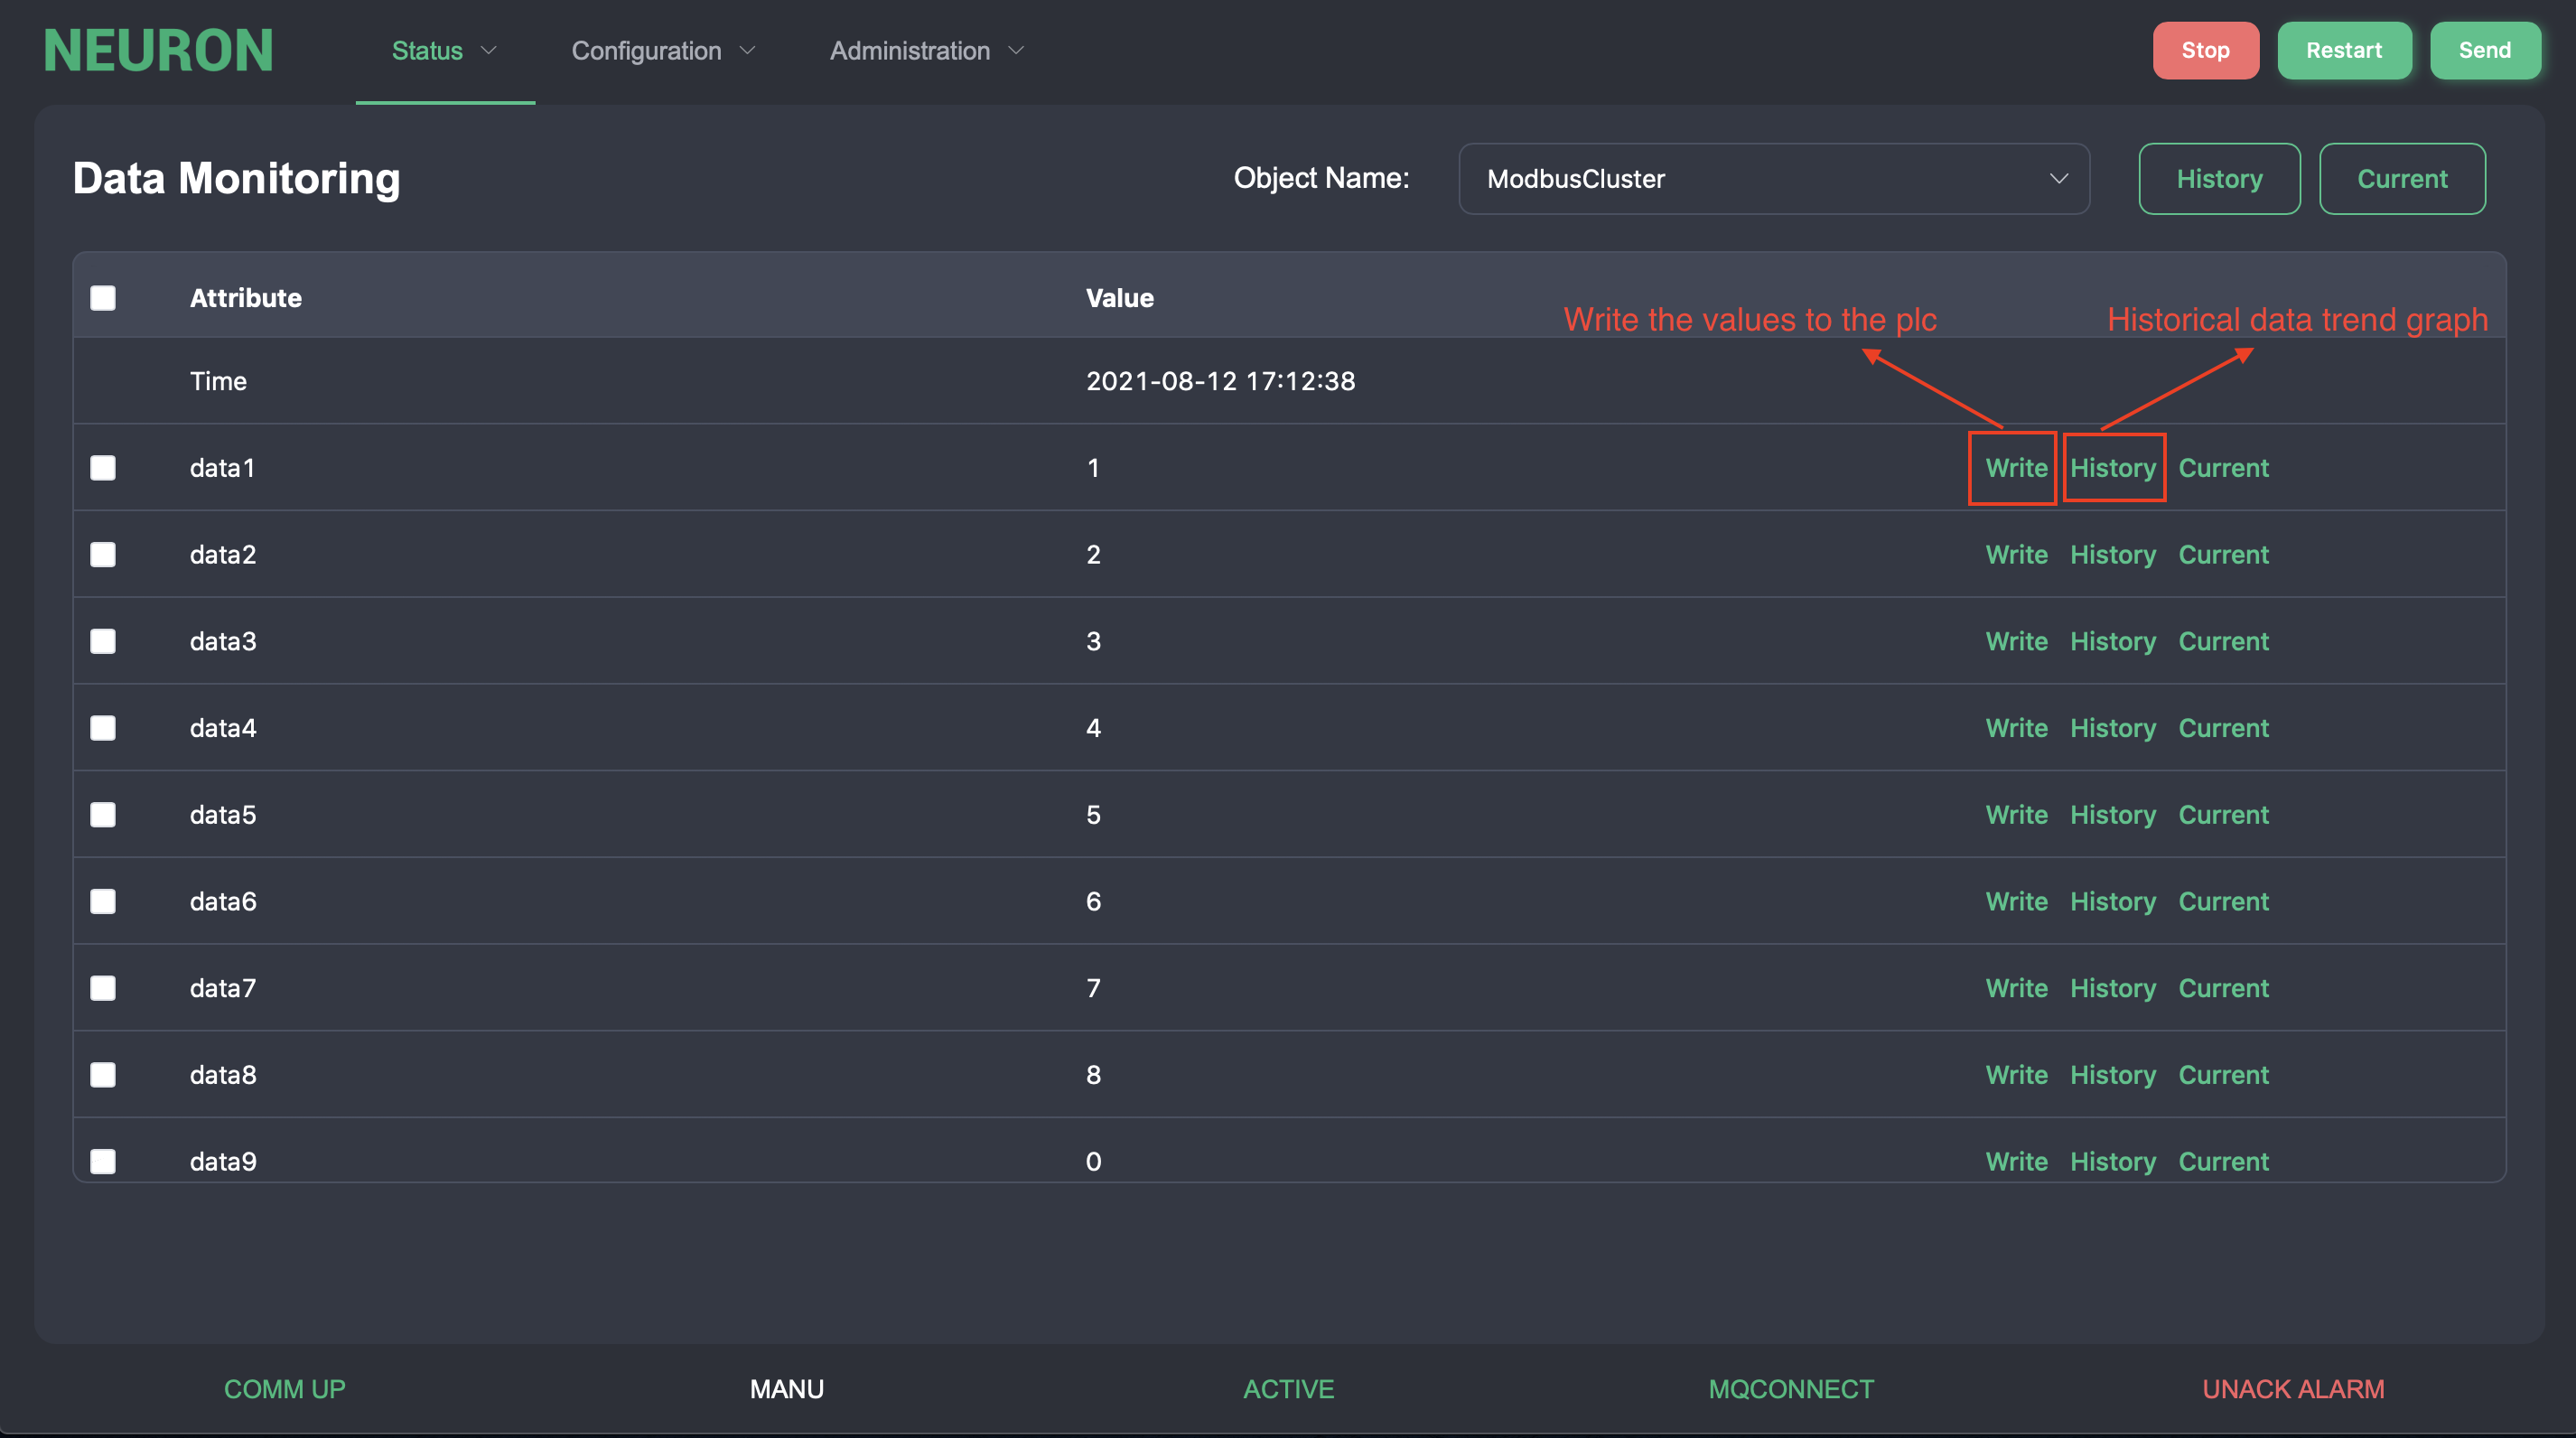 NEURON Status Configuration Administration Stop Restart Send
Data Monitoring Object Name: ModbusCluster History Current
Attribute Value
Write the values to the plc Historical data trend graph
Time 2021-08-12 17:12:38
data1 1 Write History Current
data2 2 Write History Current
data3 3 Write History Current
data4 4 Write History Current
data5 5 Write History Current
data6 6 Write History Current
data7 7 Write History Current
data8 8 Write History Current
data9 0 Write History Current
COMM UP MANU ACTIVE MQCONNECT UNACK ALARM